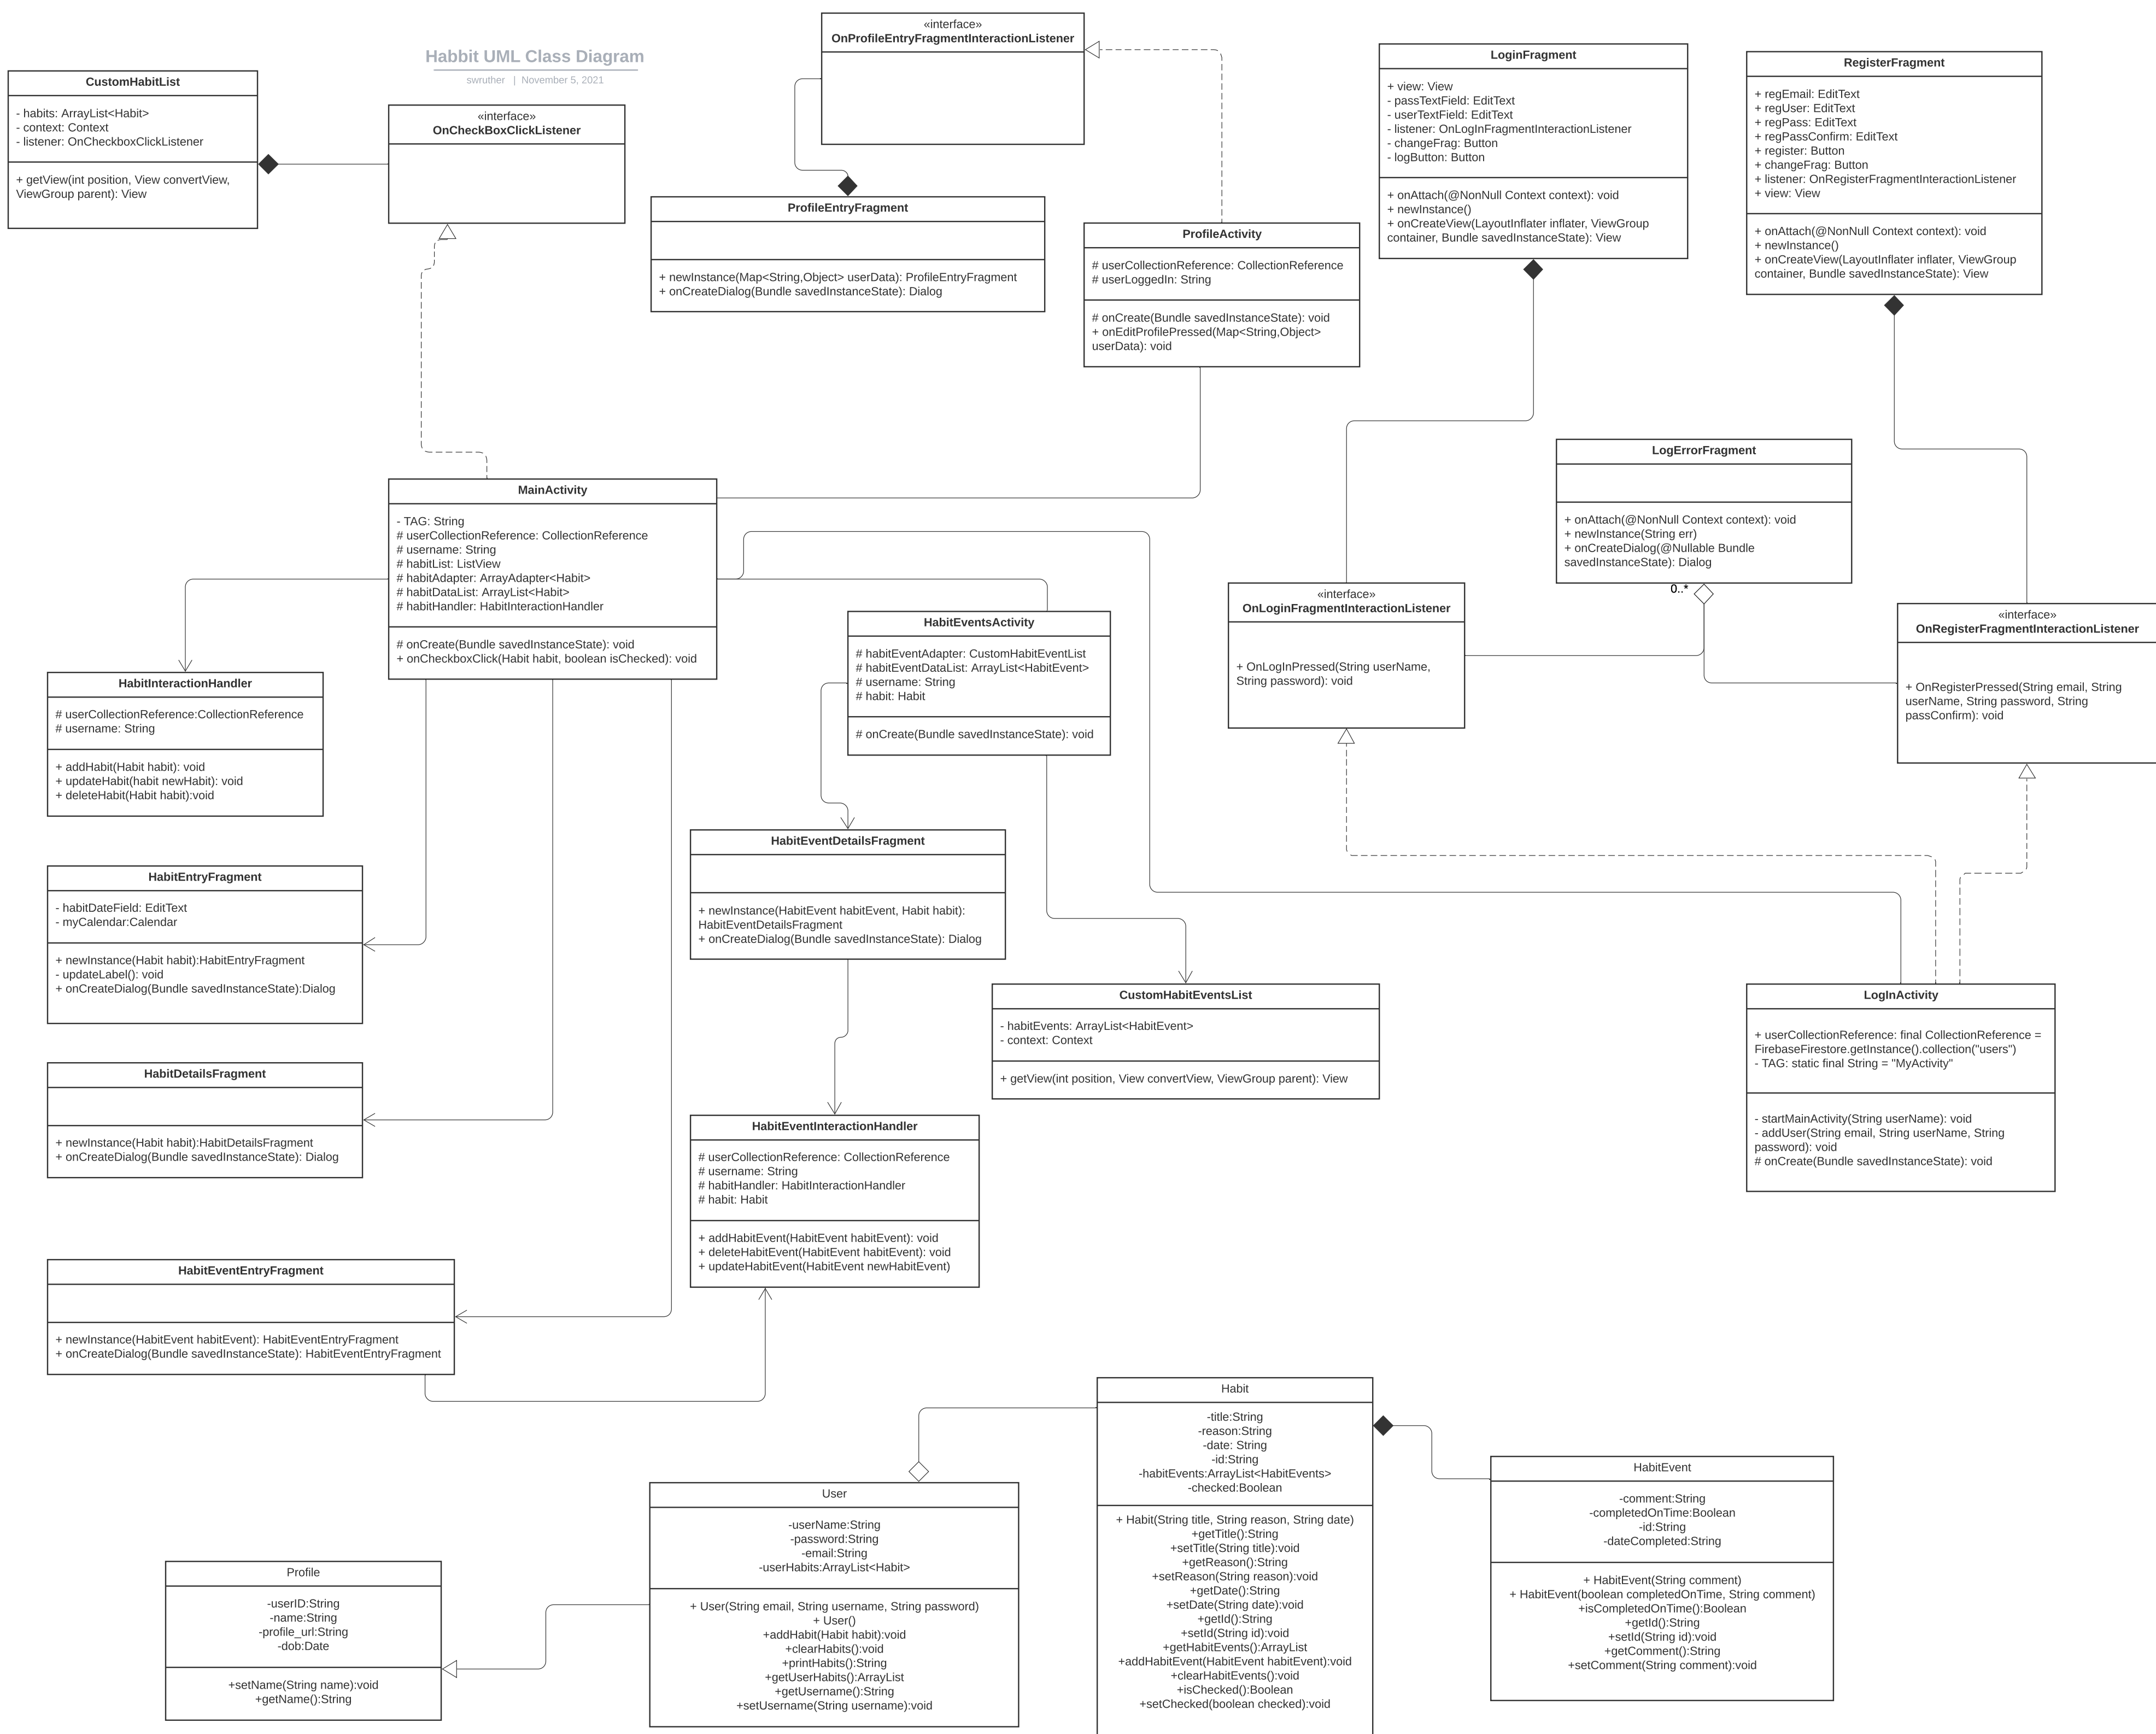 Habbit UML Class Diagram
swruther | November 5, 2021
CustomHabitList
- habits: ArrayList<Habit>
- context: Context
- listener: OnCheckboxClickListener
+ getView(int position, View convertView,
ViewGroup parent): View
«interface»
OnCheckBoxClickListener
«interface»
OnProfileEntryFragmentInteractionListener
ProfileEntryFragment
+ newInstance(Map<String,Object> userData): ProfileEntryFragment
+ onCreateDialog(Bundle savedInstanceState): Dialog
ProfileActivity
# userCollectionReference: CollectionReference
# userLoggedIn: String
# onCreate(Bundle savedInstanceState): void
+ onEditProfilePressed(Map<String,Object>
userData): void
LoginFragment
+ view: View
- passTextField: EditText
- userTextField: EditText
- listener: OnLogInFragmentInteractionListener
- changeFrag: Button
- logButton: Button
+ onAttach(@NonNull Context context): void
+ newInstance()
+ onCreateView(LayoutInflater inflater, ViewGroup
container, Bundle savedInstanceState): View
RegisterFragment
+ regEmail: EditText
+ regUser: EditText
+ regPass: EditText
+ regPassConfirm: EditText
+ register: Button
+ changeFrag: Button
+ listener: OnRegisterFragmentInteractionListener
+ view: View
+ onAttach(@NonNull Context context): void
+ newInstance()
+ onCreateView(LayoutInflater inflater, ViewGroup
container, Bundle savedInstanceState): View
LogErrorFragment
+ onAttach(@NonNull Context context): void
+ newInstance(String err)
+ onCreateDialog(@Nullable Bundle
savedInstanceState): Dialog
0..*
MainActivity
- TAG: String
# userCollectionReference: CollectionReference
# username: String
# habitList: ListView
# habitAdapter: ArrayAdapter<Habit>
# habitDataList: ArrayList<Habit>
# habitHandler: HabitInteractionHandler
# onCreate(Bundle savedInstanceState): void
+ onCheckboxClick(Habit habit, boolean isChecked): void
«interface»
OnLoginFragmentInteractionListener
+ OnLogInPressed(String userName,
String password): void
«interface»
OnRegisterFragmentInteractionListener
+ OnRegisterPressed(String email, String
userName, String password, String
passConfirm): void
HabitEventsActivity
# habitEventAdapter: CustomHabitEventList
# habitEventDataList: ArrayList<HabitEvent>
# username: String
# habit: Habit
# onCreate(Bundle savedInstanceState): void
HabitInteractionHandler
# userCollectionReference:CollectionReference
# username: String
+ addHabit(Habit habit): void
+ updateHabit(habit newHabit): void
+ deleteHabit(Habit habit):void
HabitEventDetailsFragment
+ newInstance(HabitEvent habitEvent, Habit habit):
HabitEventDetailsFragment
+ onCreateDialog(Bundle savedInstanceState): Dialog
HabitEntryFragment
- habitDateField: EditText
- myCalendar:Calendar
+ newInstance(Habit habit):HabitEntryFragment
- updateLabel(): void
+ onCreateDialog(Bundle savedInstanceState):Dialog
CustomHabitEventsList
- habitEvents: ArrayList<HabitEvent>
- context: Context
+ getView(int position, View convertView, ViewGroup parent): View
LogInActivity
+ userCollectionReference: final CollectionReference =
FirebaseFirestore.getInstance().collection("users")
- TAG: static final String = "MyActivity"
- startMainActivity(String userName): void
- addUser(String email, String userName, String
password): void
# onCreate(Bundle savedInstanceState): void
HabitDetailsFragment
+ newInstance(Habit habit):HabitDetailsFragment
+ onCreateDialog(Bundle savedInstanceState): Dialog
HabitEventInteractionHandler
# userCollectionReference: CollectionReference
# username: String
# habitHandler: HabitInteractionHandler
# habit: Habit
+ addHabitEvent(HabitEvent habitEvent): void
+ deleteHabitEvent(HabitEvent habitEvent): void
+ updateHabitEvent(HabitEvent newHabitEvent)
HabitEventEntryFragment
+ newInstance(HabitEvent habitEvent): HabitEventEntryFragment
+ onCreateDialog(Bundle savedInstanceState): HabitEventEntryFragment
Habit
-title:String
-reason:String
-date: String
-id:String
-habitEvents:ArrayList<HabitEvents>
-checked:Boolean
+ Habit(String title, String reason, String date)
+getTitle():String
+setTitle(String title):void
+getReason():String
+setReason(String reason):void
+getDate():String
+setDate(String date):void
+getId():String
+setId(String id):void
+getHabitEvents():ArrayList
+addHabitEvent(HabitEvent habitEvent):void
+clearHabitEvents():void
+isChecked():Boolean
+setChecked(boolean checked):void
HabitEvent
-comment:String
-completedOnTime:Boolean
-id:String
-dateCompleted:String
+ HabitEvent(String comment)
+ HabitEvent(boolean completedOnTime, String comment)
+isCompletedOnTime():Boolean
+getId():String
+setId(String id):void
+getComment():String
+setComment(String comment):void
User
-userName:String
-password:String
-email:String
-userHabits:ArrayList<Habit>
+ User(String email, String username, String password)
+ User()
+addHabit(Habit habit):void
+clearHabits():void
+printHabits():String
+getUserHabits():ArrayList
+getUsername():String
+setUsername(String username):void
Profile
-userID:String
-name:String
-profile_url:String
-dob:Date
+setName(String name):void
+getName():String